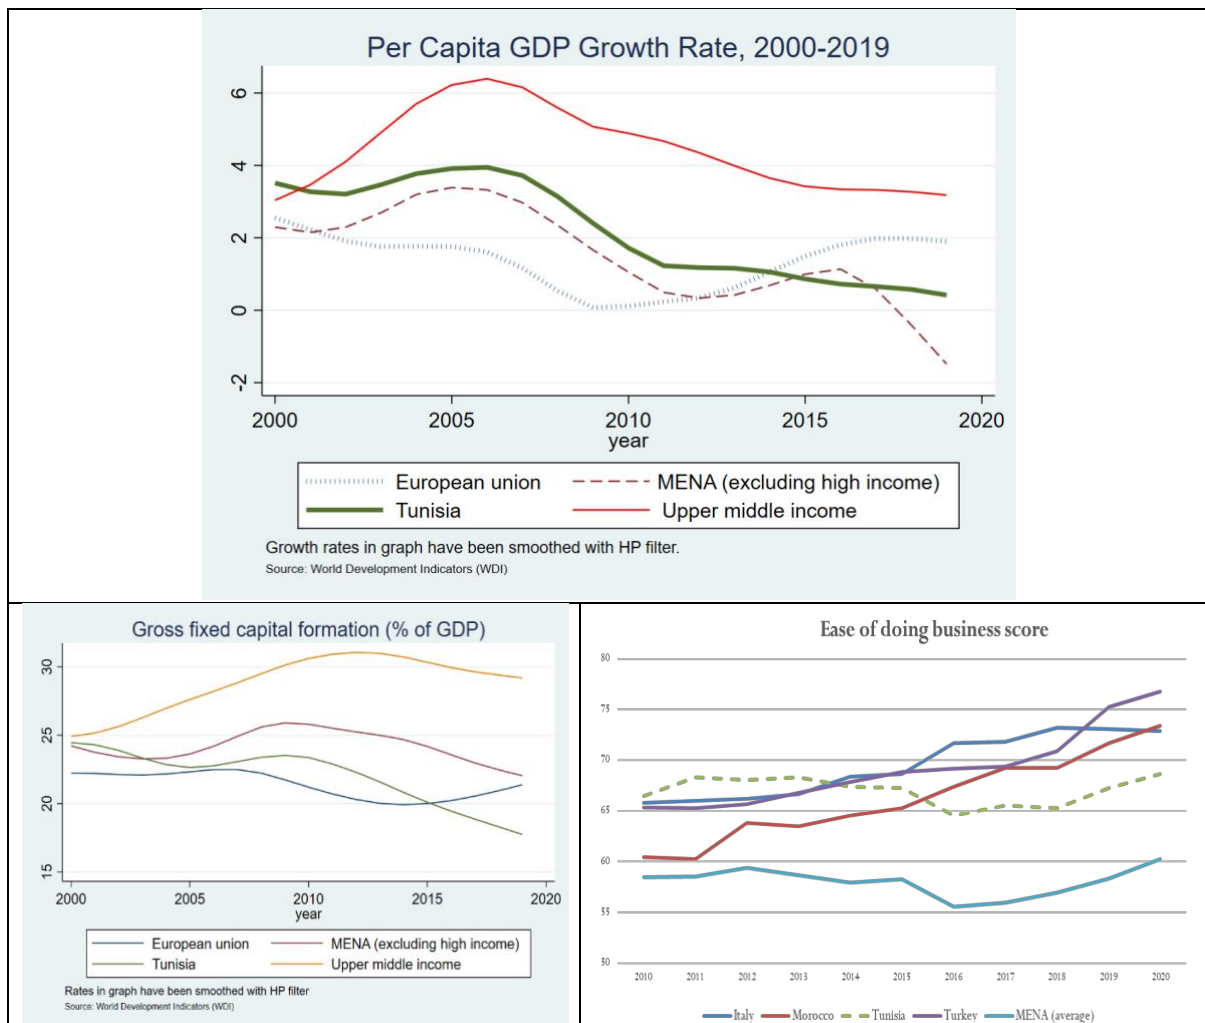 Per Capita GDP Growth Rate, 2000-2019
6
4
2
0
-2
2000 2005 2010 2015 2020
year
European union MENA (excluding high income)
Tunisia Upper middle income
Growth rates in graph have been smoothed with HP filter.
Source: World Development Indicators (WDI)
Gross fixed capital formation (% of GDP)
30
25
20
15
2000 2005 2010 2015 2020
year
European union MENA (excluding high income)
Tunisia Upper middle income
Rates in graph have been smoothed with HP filter
Source: World Development Indicators (WDI)
Ease of doing business score
80
75
70
65
60
55
50
2010 2011 2012 2013 2014 2015 2016 2017 2018 2019 2020
Italy Morocco Tunisia Turkey MENA (average)